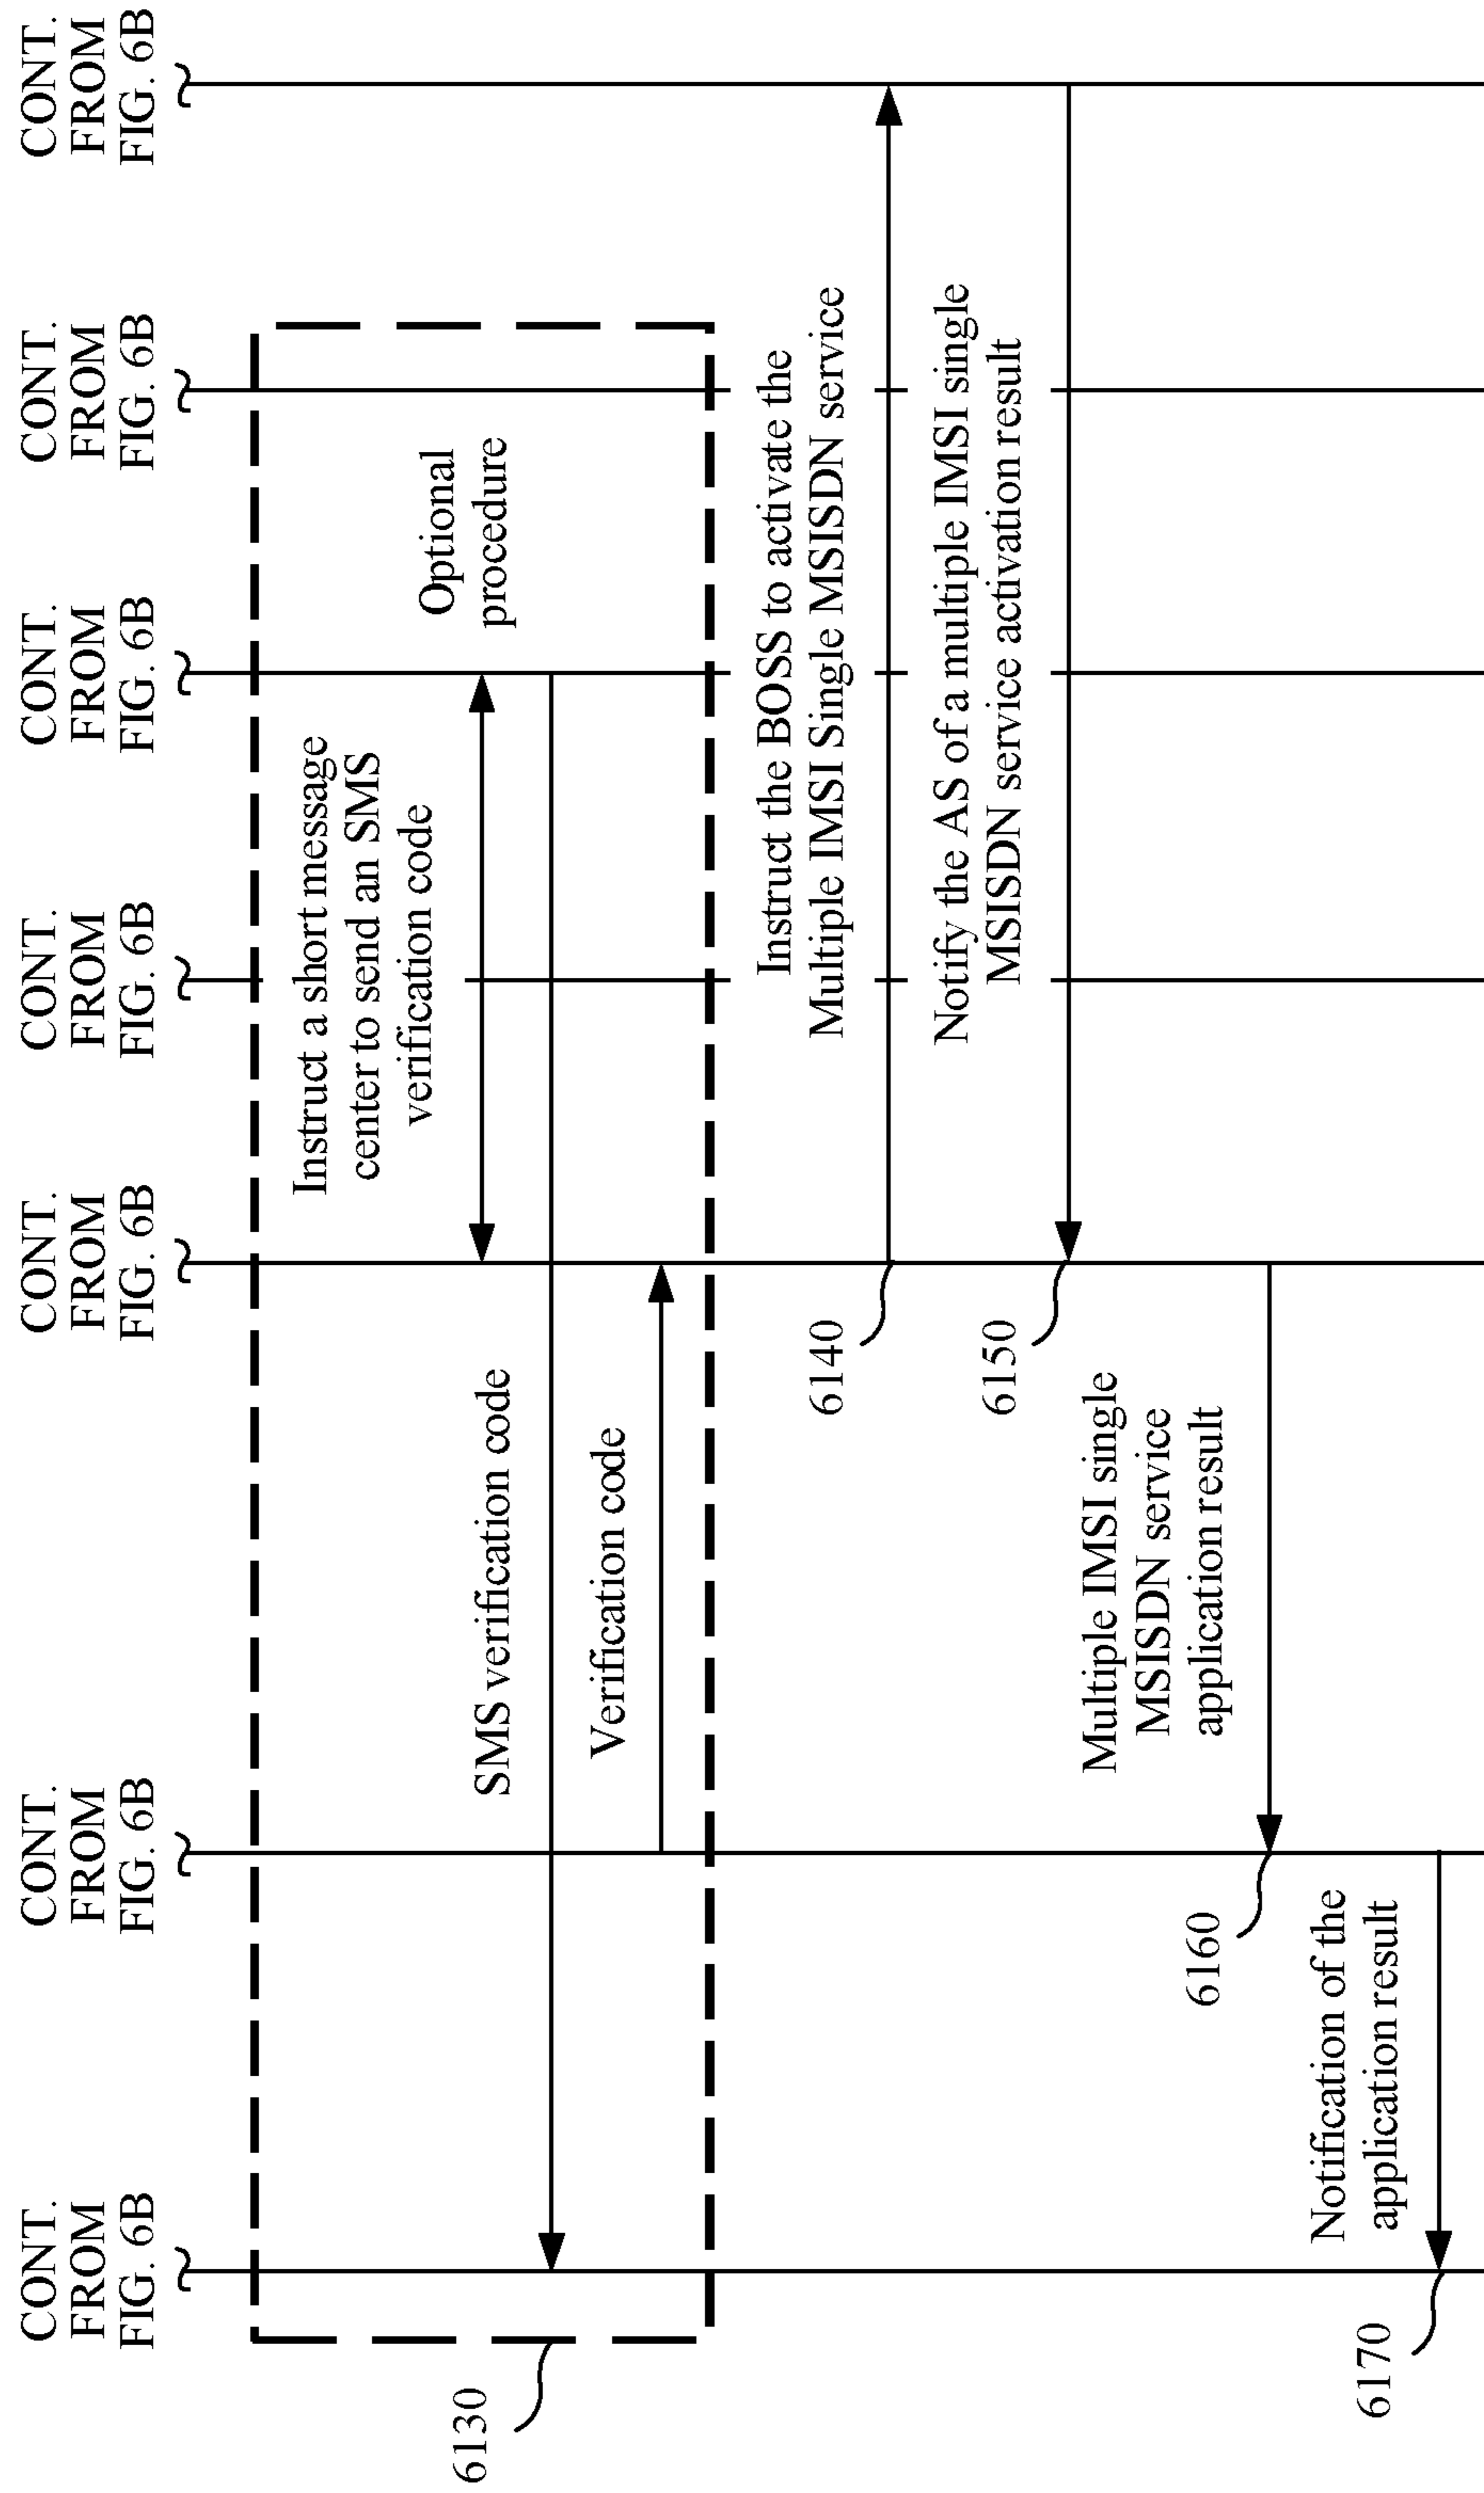 CONT.
FROM
FIG. 6B
CONT.
FROM
FIG. 6B
CONT.
FROM
FIG. 6B
CONT.
FROM
FIG. 6B
CONT.
FROM
FIG. 6B
CONT.
FROM
FIG. 6B
CONT.
FROM
FIG. 6B
CONT.
FROM
FIG. 6B
6130
Instruct a short message
center to send an SMS
verification code
Optional
procedure
SMS verification code
Verification code
Instruct the BOSS to activate the
Multiple IMSI Single MSISDN service
6140
Notify the AS of a multiple IMSI single
MSISDN service activation result
6150
Multiple IMSI single
MSISDN service
application result
6160
Notification of the
application result
6170